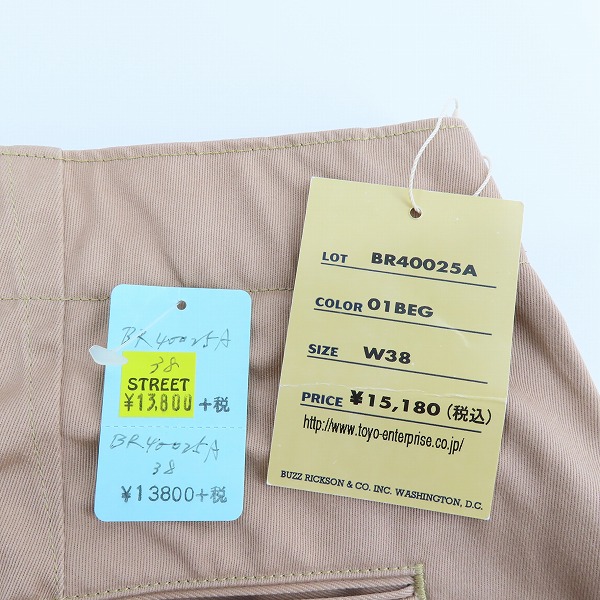 BR40025A
38
STREET
¥13,800+税
BR40025A
38
¥13800+税
LOT BR40025A
COLOR 01BEG
SIZE W38
PRICE ¥15,180(税込)
http://www.toyo-enterprise.co.jp/
BUZZ RICKSON & CO. INC. WASHINGTON, D.C.